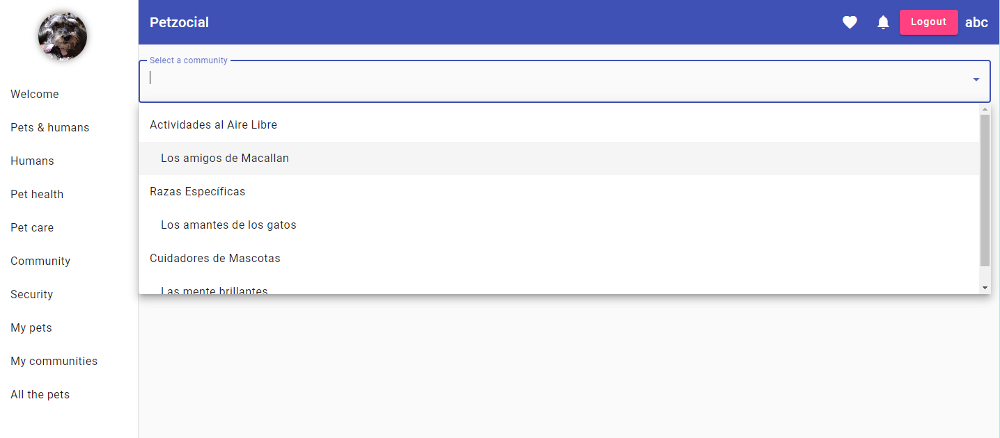 Petzocial
Logout
abc
Welcome
Pets & humans
Humans
Pet health
Pet care
Community
Security
My pets
My communities
All the pets
Select a community
Actividades al Aire Libre
Los amigos de Macallan
Razas Específicas
Los amantes de los gatos
Cuidadores de Mascotas
Las mente brillantes